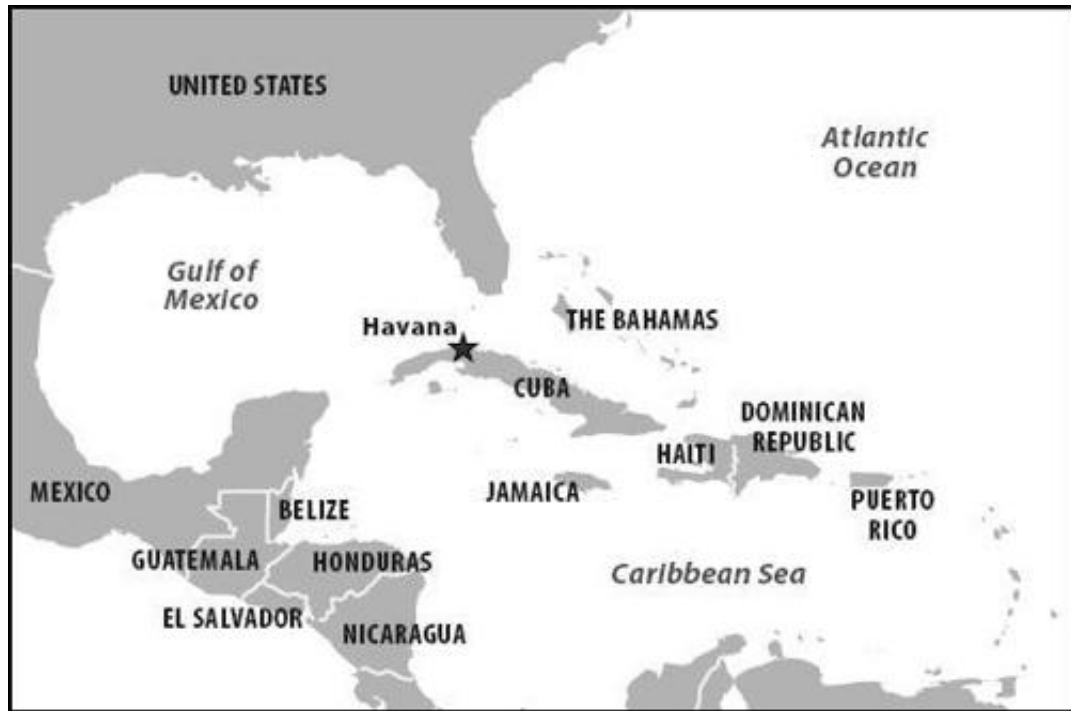 UNITED STATES
Atlantic
Ocean
Gulf of
Mexico
Havana
THE BAHAMAS
CUBA
DOMINICAN
REPUBLIC
HAITI
MEXICO
BELIZE
JAMAICA
PUERTO
RICO
GUATEMALA
HONDURAS
Caribbean Sea
EL SALVADOR
NICARAGUA